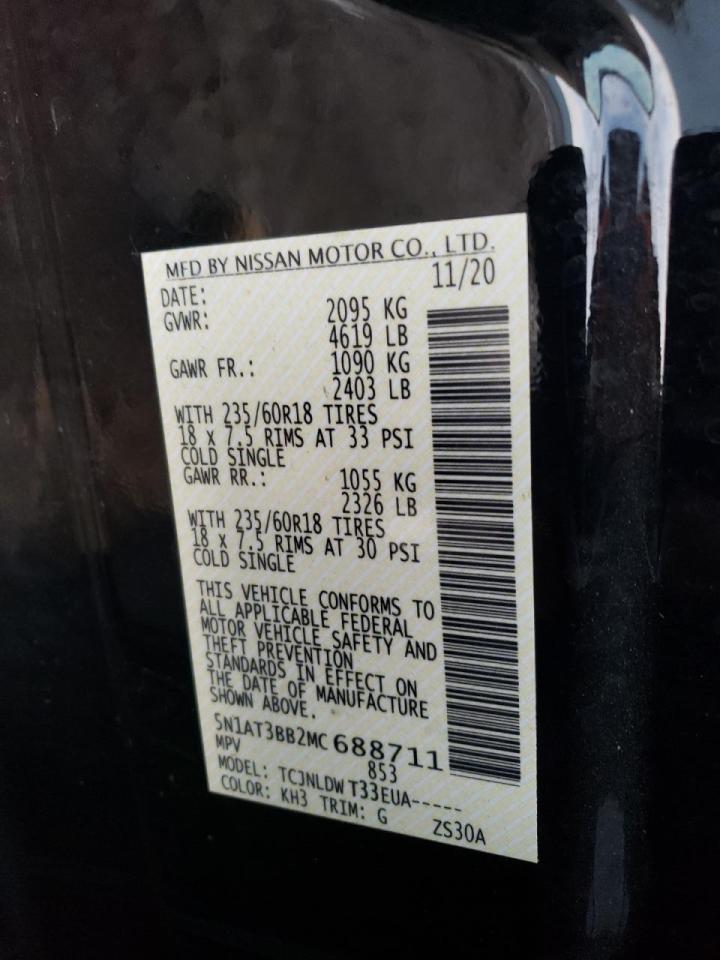 MFD BY NISSAN MOTOR CO., LTD.
DATE: 11/20
GVWR: 2095 KG
4619 LB
GAWR FR.: 1090 KG
2403 LB
WITH 235/60R18 TIRES
18 x 7.5 RIMS AT 33 PSI
COLD SINGLE
GAWR RR.: 1055 KG
2326 LB
WITH 235/60R18 TIRES
18 x 7.5 RIMS AT 30 PSI
COLD SINGLE
THIS VEHICLE CONFORMS TO
ALL APPLICABLE FEDERAL
MOTOR VEHICLE SAFETY AND
THEFT PREVENTION
STANDARDS IN EFFECT ON
THE DATE OF MANUFACTURE
SHOWN ABOVE.
5N1AT3BB2MC688711
MPV 853
MODEL: TCJNLDWT33EUA-----
COLOR: KH3 TRIM: G ZS30A